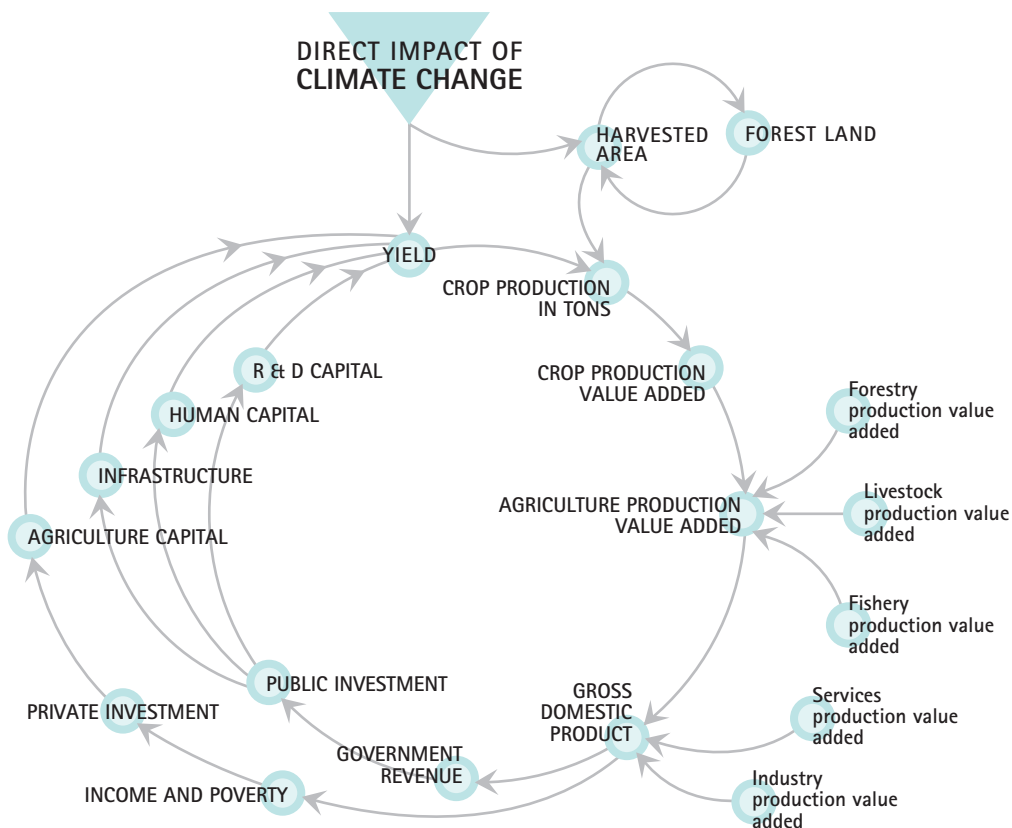 DIRECT IMPACT OF
CLIMATE CHANGE
HARVESTED
AREA
FOREST LAND
YIELD
CROP PRODUCTION
IN TONS
R & D CAPITAL
CROP PRODUCTION
VALUE ADDED
HUMAN CAPITAL
Forestry
production value
added
INFRASTRUCTURE
AGRICULTURE PRODUCTION
VALUE ADDED
Livestock
production value
added
AGRICULTURE CAPITAL
Fishery
production value
added
PUBLIC INVESTMENT
GROSS
DOMESTIC
PRODUCT
Services
production value
added
PRIVATE INVESTMENT
GOVERNMENT
REVENUE
INCOME AND POVERTY
Industry
production value
added